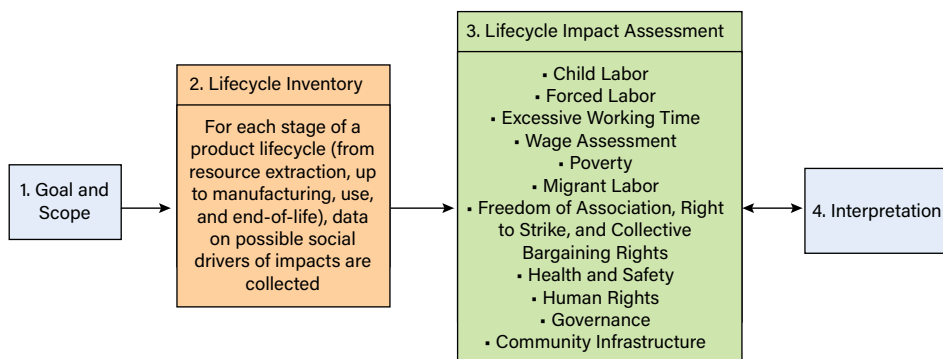 1. Goal and
Scope
2. Lifecycle Inventory
For each stage of a
product lifecycle (from
resource extraction, up
to manufacturing, use,
and end-of-life), data
on possible social
drivers of impacts are
collected
3. Lifecycle Impact Assessment
▪ Child Labor
▪ Forced Labor
▪ Excessive Working Time
▪ Wage Assessment
▪ Poverty
▪ Migrant Labor
▪ Freedom of Association, Right
to Strike, and Collective
Bargaining Rights
▪ Health and Safety
▪ Human Rights
▪ Governance
▪ Community Infrastructure
4. Interpretation